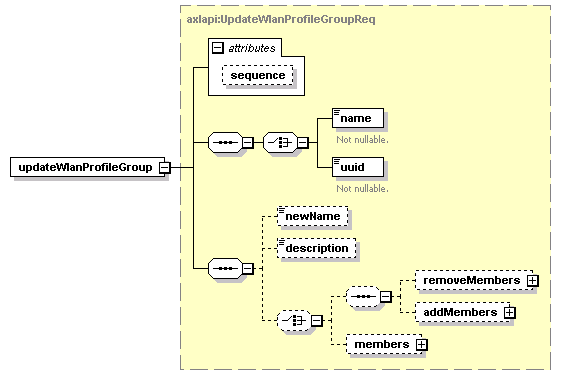 axlapi:UpdateWlanProfileGroupReq
attributes
sequence
name
Not nullable.
updateWlanProfileGroup
uuid
Not nullable.
newName
description
removeMembers
addMembers
members